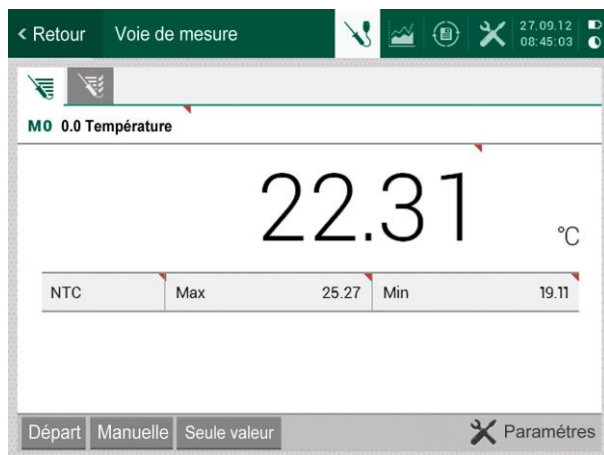 < Retour Voie de mesure 27.09.12
08:45:03
M0 0.0 Température
22.31 °C
NTC Max 25.27 Min 19.11
Départ Manuelle Seule valeur Paramétres